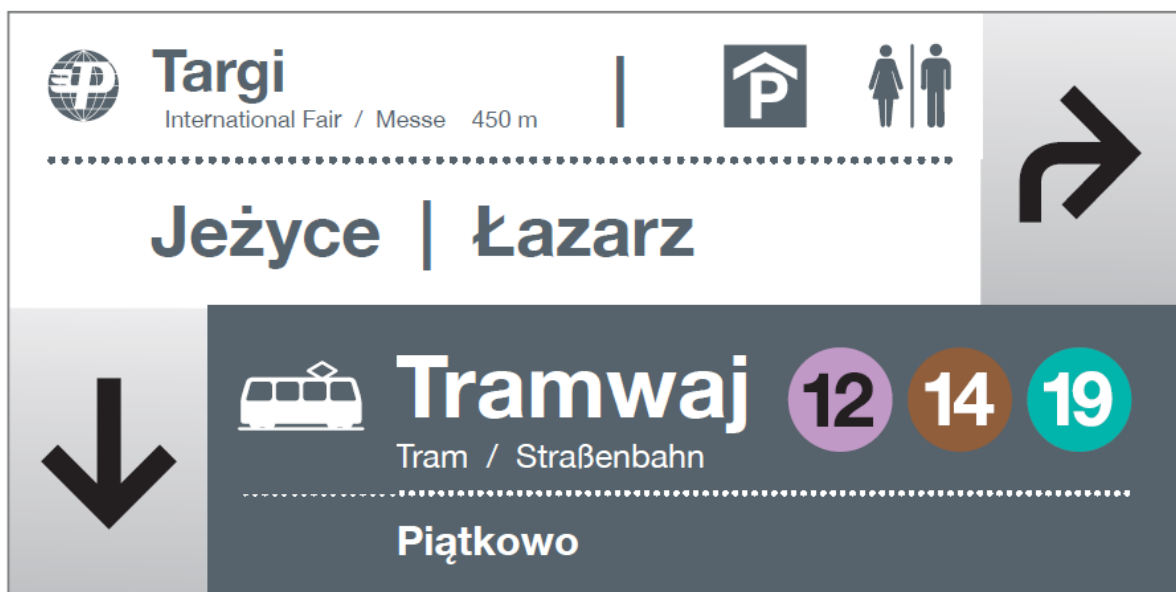 Targi
International Fair / Messe 450 m
P
Jeżyce | Łazarz
Tramwaj 12 14 19
Tram / Straßenbahn
Piątkowo